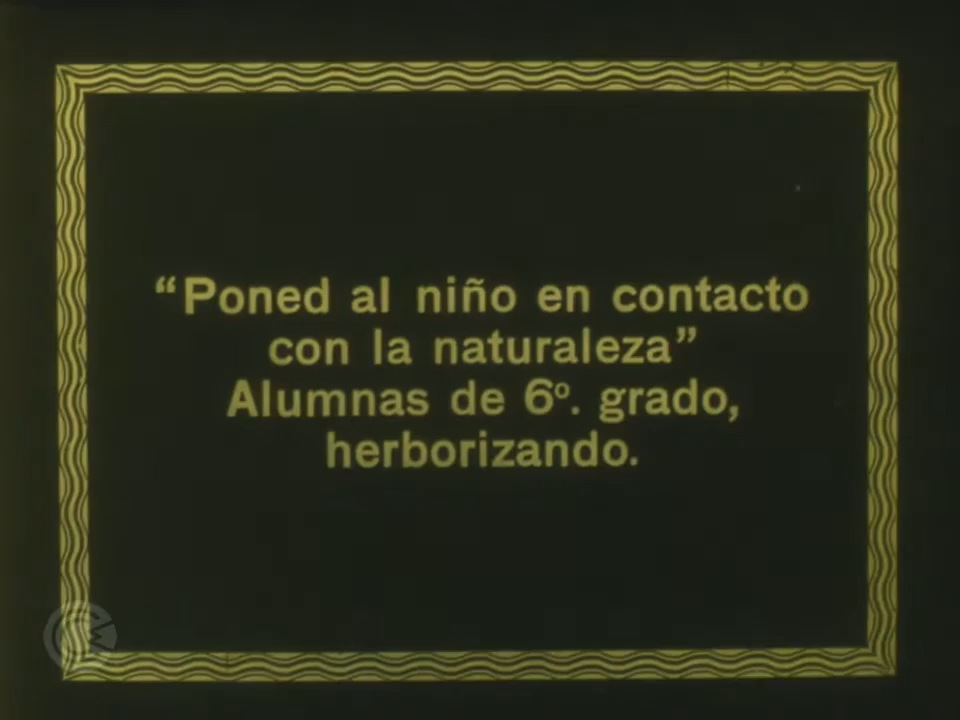 “Poned al niño en contacto
con la naturaleza”
Alumnas de 6º. grado,
herborizando.